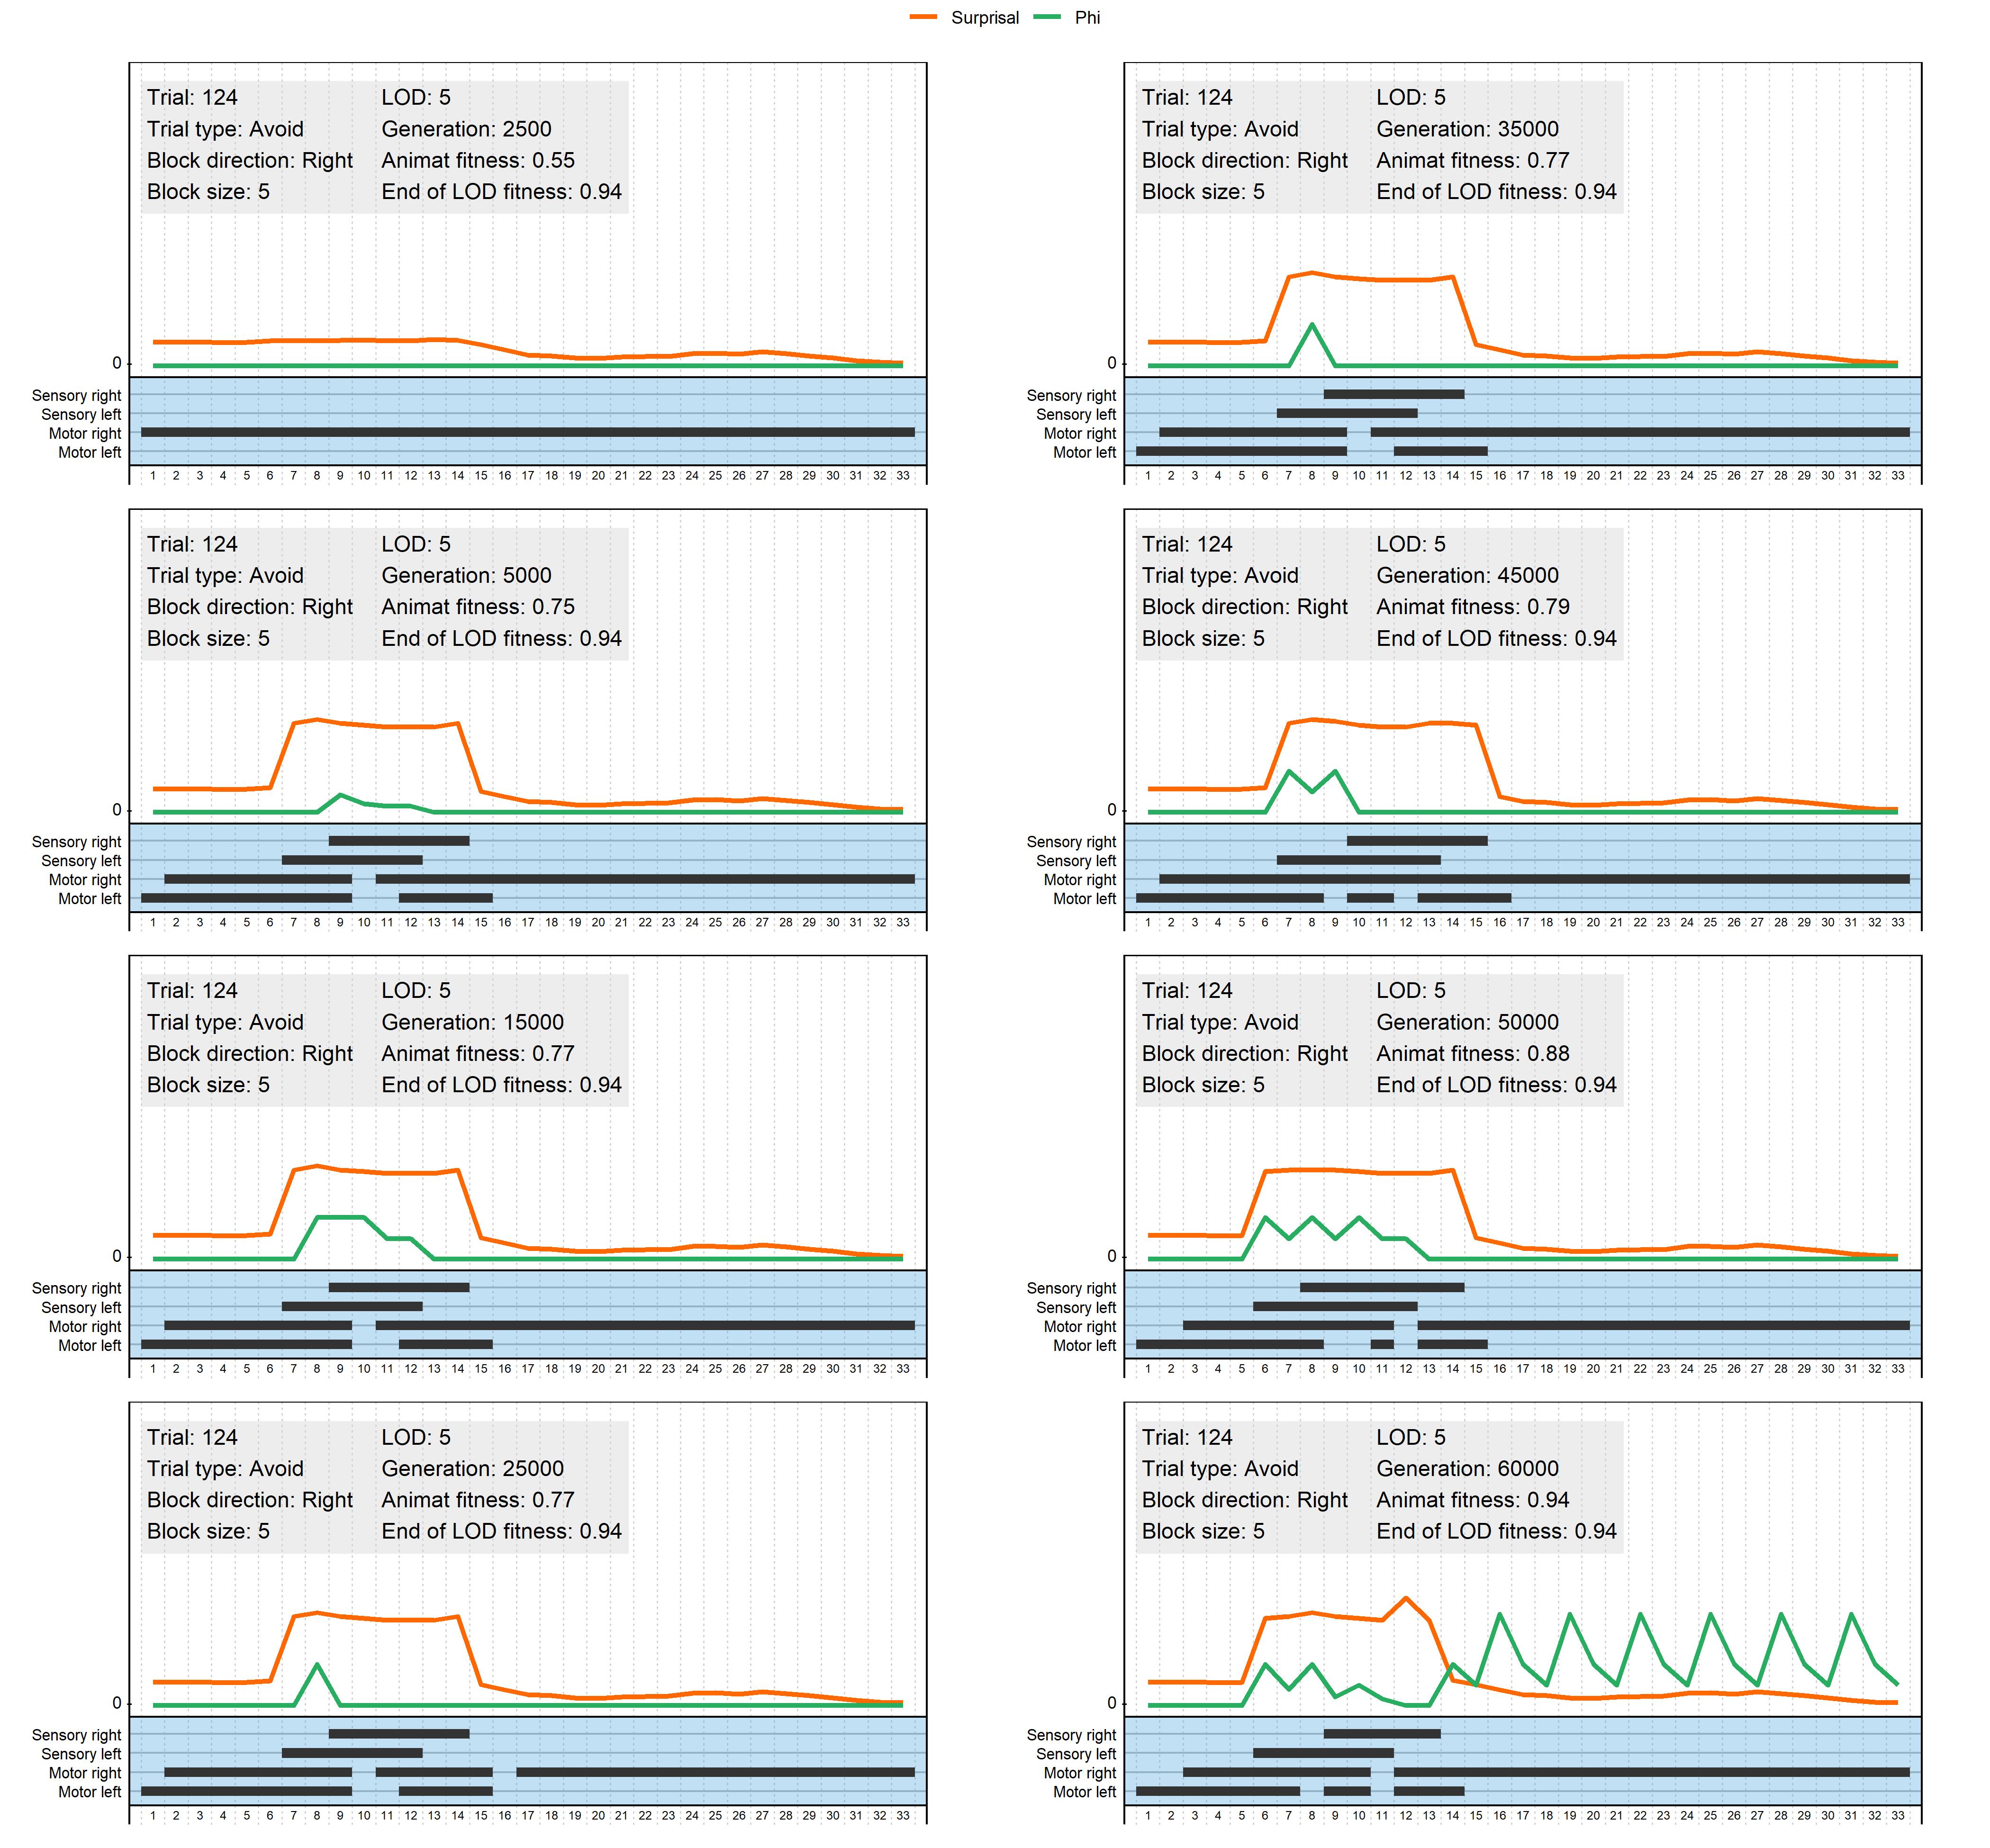 Surprisal Phi
Trial: 124 LOD: 5
Trial type: Avoid Generation: 2500
Block direction: Right Animat fitness: 0.55
Block size: 5 End of LOD fitness: 0.94
0
Sensory right
Sensory left
Motor right
Motor left
1 2 3 4 5 6 7 8 9 10 11 12 13 14 15 16 17 18 19 20 21 22 23 24 25 26 27 28 29 30 31 32 33
Trial: 124 LOD: 5
Trial type: Avoid Generation: 35000
Block direction: Right Animat fitness: 0.77
Block size: 5 End of LOD fitness: 0.94
0
Sensory right
Sensory left
Motor right
Motor left
1 2 3 4 5 6 7 8 9 10 11 12 13 14 15 16 17 18 19 20 21 22 23 24 25 26 27 28 29 30 31 32 33
Trial: 124 LOD: 5
Trial type: Avoid Generation: 5000
Block direction: Right Animat fitness: 0.75
Block size: 5 End of LOD fitness: 0.94
0
Sensory right
Sensory left
Motor right
Motor left
1 2 3 4 5 6 7 8 9 10 11 12 13 14 15 16 17 18 19 20 21 22 23 24 25 26 27 28 29 30 31 32 33
Trial: 124 LOD: 5
Trial type: Avoid Generation: 45000
Block direction: Right Animat fitness: 0.79
Block size: 5 End of LOD fitness: 0.94
0
Sensory right
Sensory left
Motor right
Motor left
1 2 3 4 5 6 7 8 9 10 11 12 13 14 15 16 17 18 19 20 21 22 23 24 25 26 27 28 29 30 31 32 33
Trial: 124 LOD: 5
Trial type: Avoid Generation: 15000
Block direction: Right Animat fitness: 0.77
Block size: 5 End of LOD fitness: 0.94
0
Sensory right
Sensory left
Motor right
Motor left
1 2 3 4 5 6 7 8 9 10 11 12 13 14 15 16 17 18 19 20 21 22 23 24 25 26 27 28 29 30 31 32 33
Trial: 124 LOD: 5
Trial type: Avoid Generation: 50000
Block direction: Right Animat fitness: 0.88
Block size: 5 End of LOD fitness: 0.94
0
Sensory right
Sensory left
Motor right
Motor left
1 2 3 4 5 6 7 8 9 10 11 12 13 14 15 16 17 18 19 20 21 22 23 24 25 26 27 28 29 30 31 32 33
Trial: 124 LOD: 5
Trial type: Avoid Generation: 25000
Block direction: Right Animat fitness: 0.77
Block size: 5 End of LOD fitness: 0.94
0
Sensory right
Sensory left
Motor right
Motor left
1 2 3 4 5 6 7 8 9 10 11 12 13 14 15 16 17 18 19 20 21 22 23 24 25 26 27 28 29 30 31 32 33
Trial: 124 LOD: 5
Trial type: Avoid Generation: 60000
Block direction: Right Animat fitness: 0.94
Block size: 5 End of LOD fitness: 0.94
0
Sensory right
Sensory left
Motor right
Motor left
1 2 3 4 5 6 7 8 9 10 11 12 13 14 15 16 17 18 19 20 21 22 23 24 25 26 27 28 29 30 31 32 33